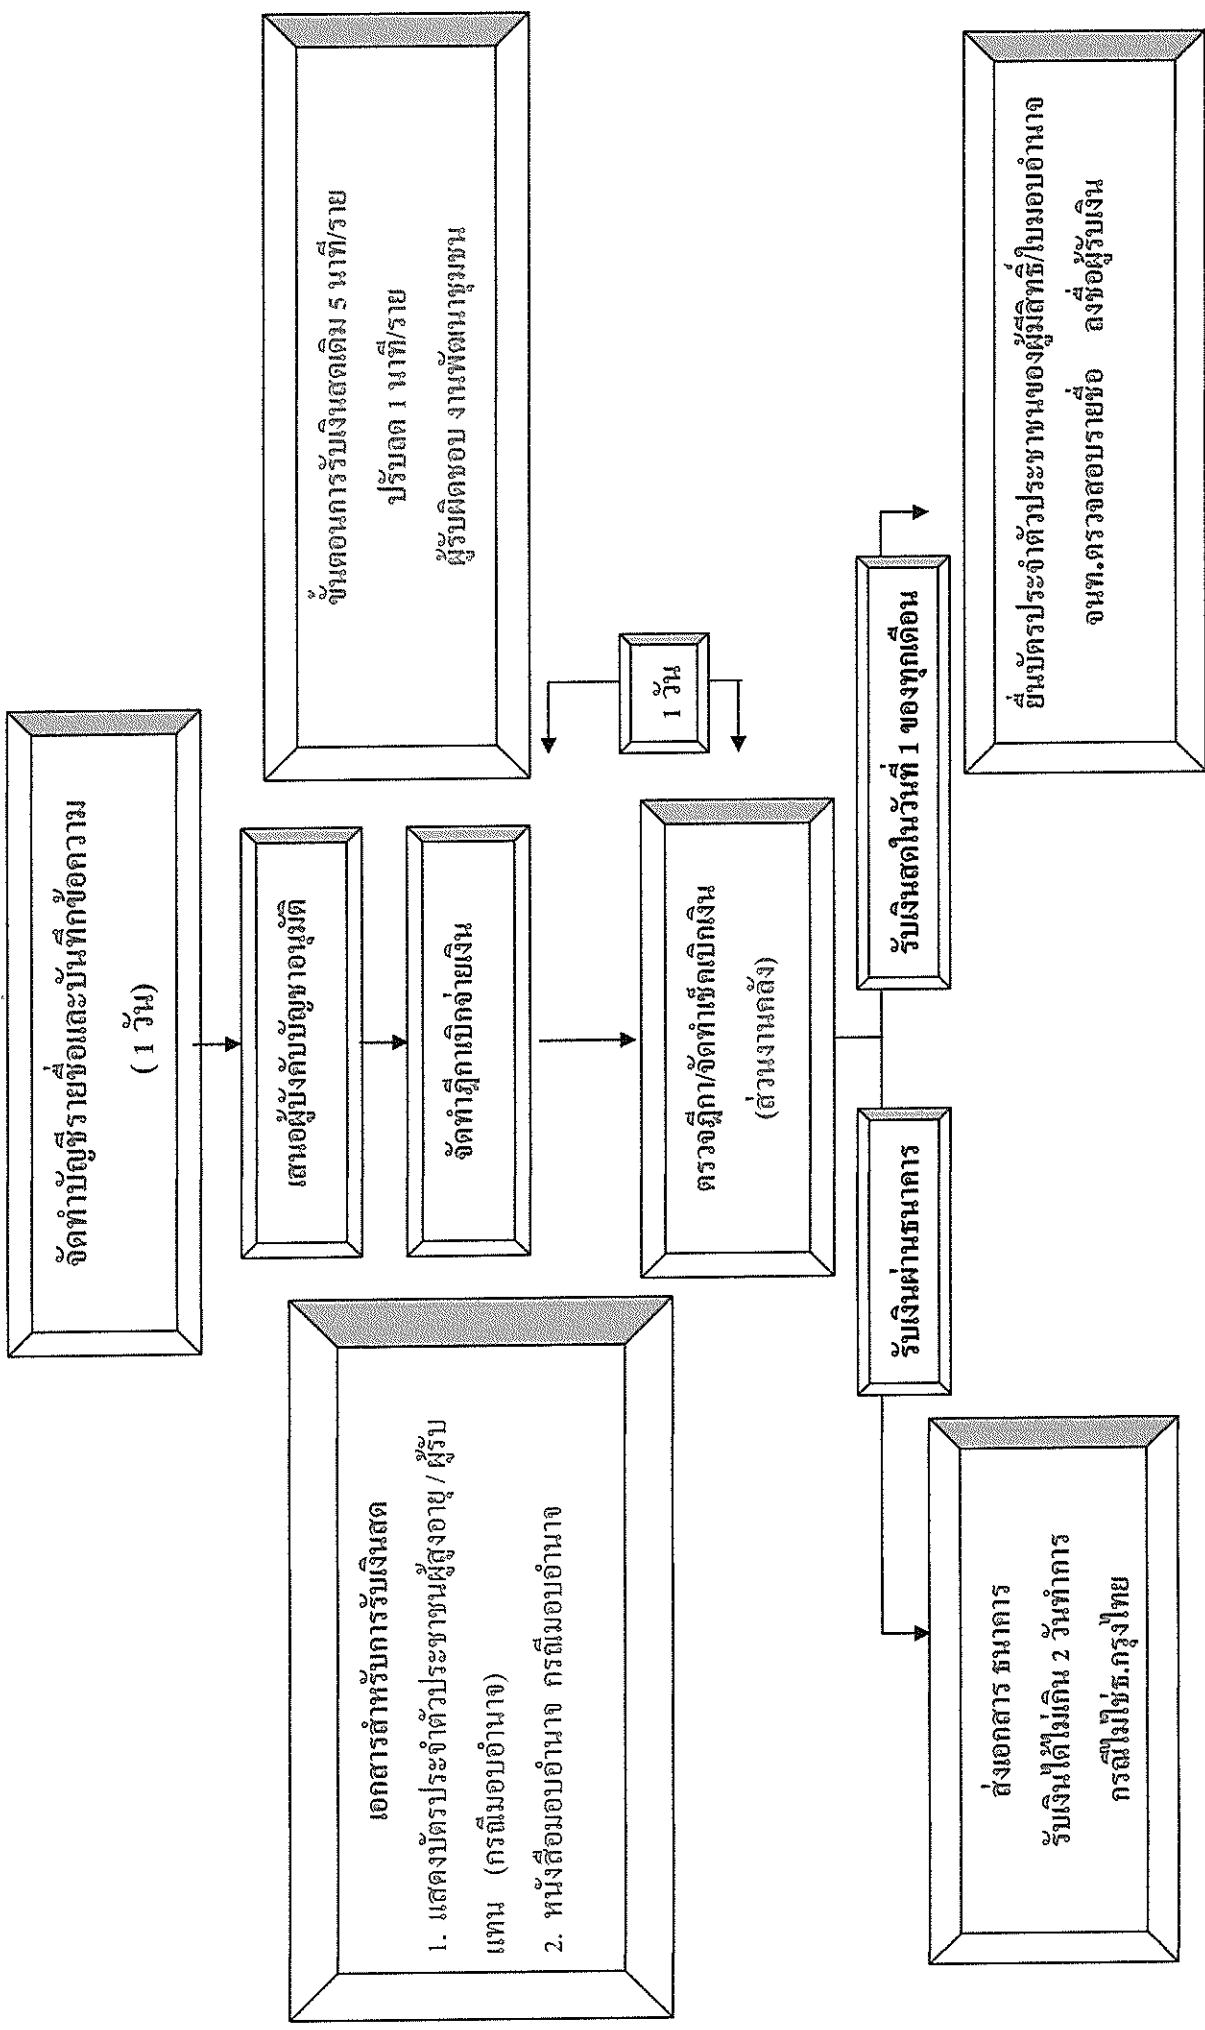 จัดทำบัญชีรายชื่อและบันทึกข้อความ
( 1 วัน)
เสนอผู้บังคับบัญชาอนุมัติ
จัดทำฎีกาเบิกจ่ายเงิน
เอกสารสำหรับการรับเงินสด
1. แสดงบัตรประจำตัวประชาชนผู้สูงอายุ / ผู้รับ
แทน (กรณีมอบอำนาจ)
2. หนังสือมอบอำนาจ กรณีมอบอำนาจ
ขั้นตอนการรับเงินสดเดิม 5 นาที/ราย
ปรับลด 1 นาที/ราย
ผู้รับผิดชอบ งานพัฒนาชุมชน
1 วัน
ตรวจฎีกา/จัดทำเช็คเบิกเงิน
(ส่วนงานคลัง)
รับเงินผ่านธนาคาร
รับเงินสดในวันที่ 1 ของทุกเดือน
ส่งเอกสาร ธนาคาร
รับเงินได้ไม่เกิน 2 วันทำการ
กรณีไม่ใช่ธ.กรุงไทย
ยื่นบัตรประจำตัวประชาชนของผู้มีสิทธิ์/ใบมอบอำนาจ
จนท.ตรวจสอบรายชื่อ ลงชื่อผู้รับเงิน